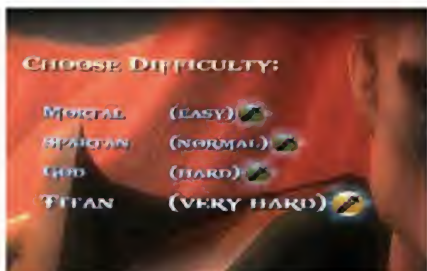 CHOOSE DIFFICULTY:
MORTAL (EASY)
SPARTAN (NORMAL)
GOD (HARD)
TITAN (VERY HARD)